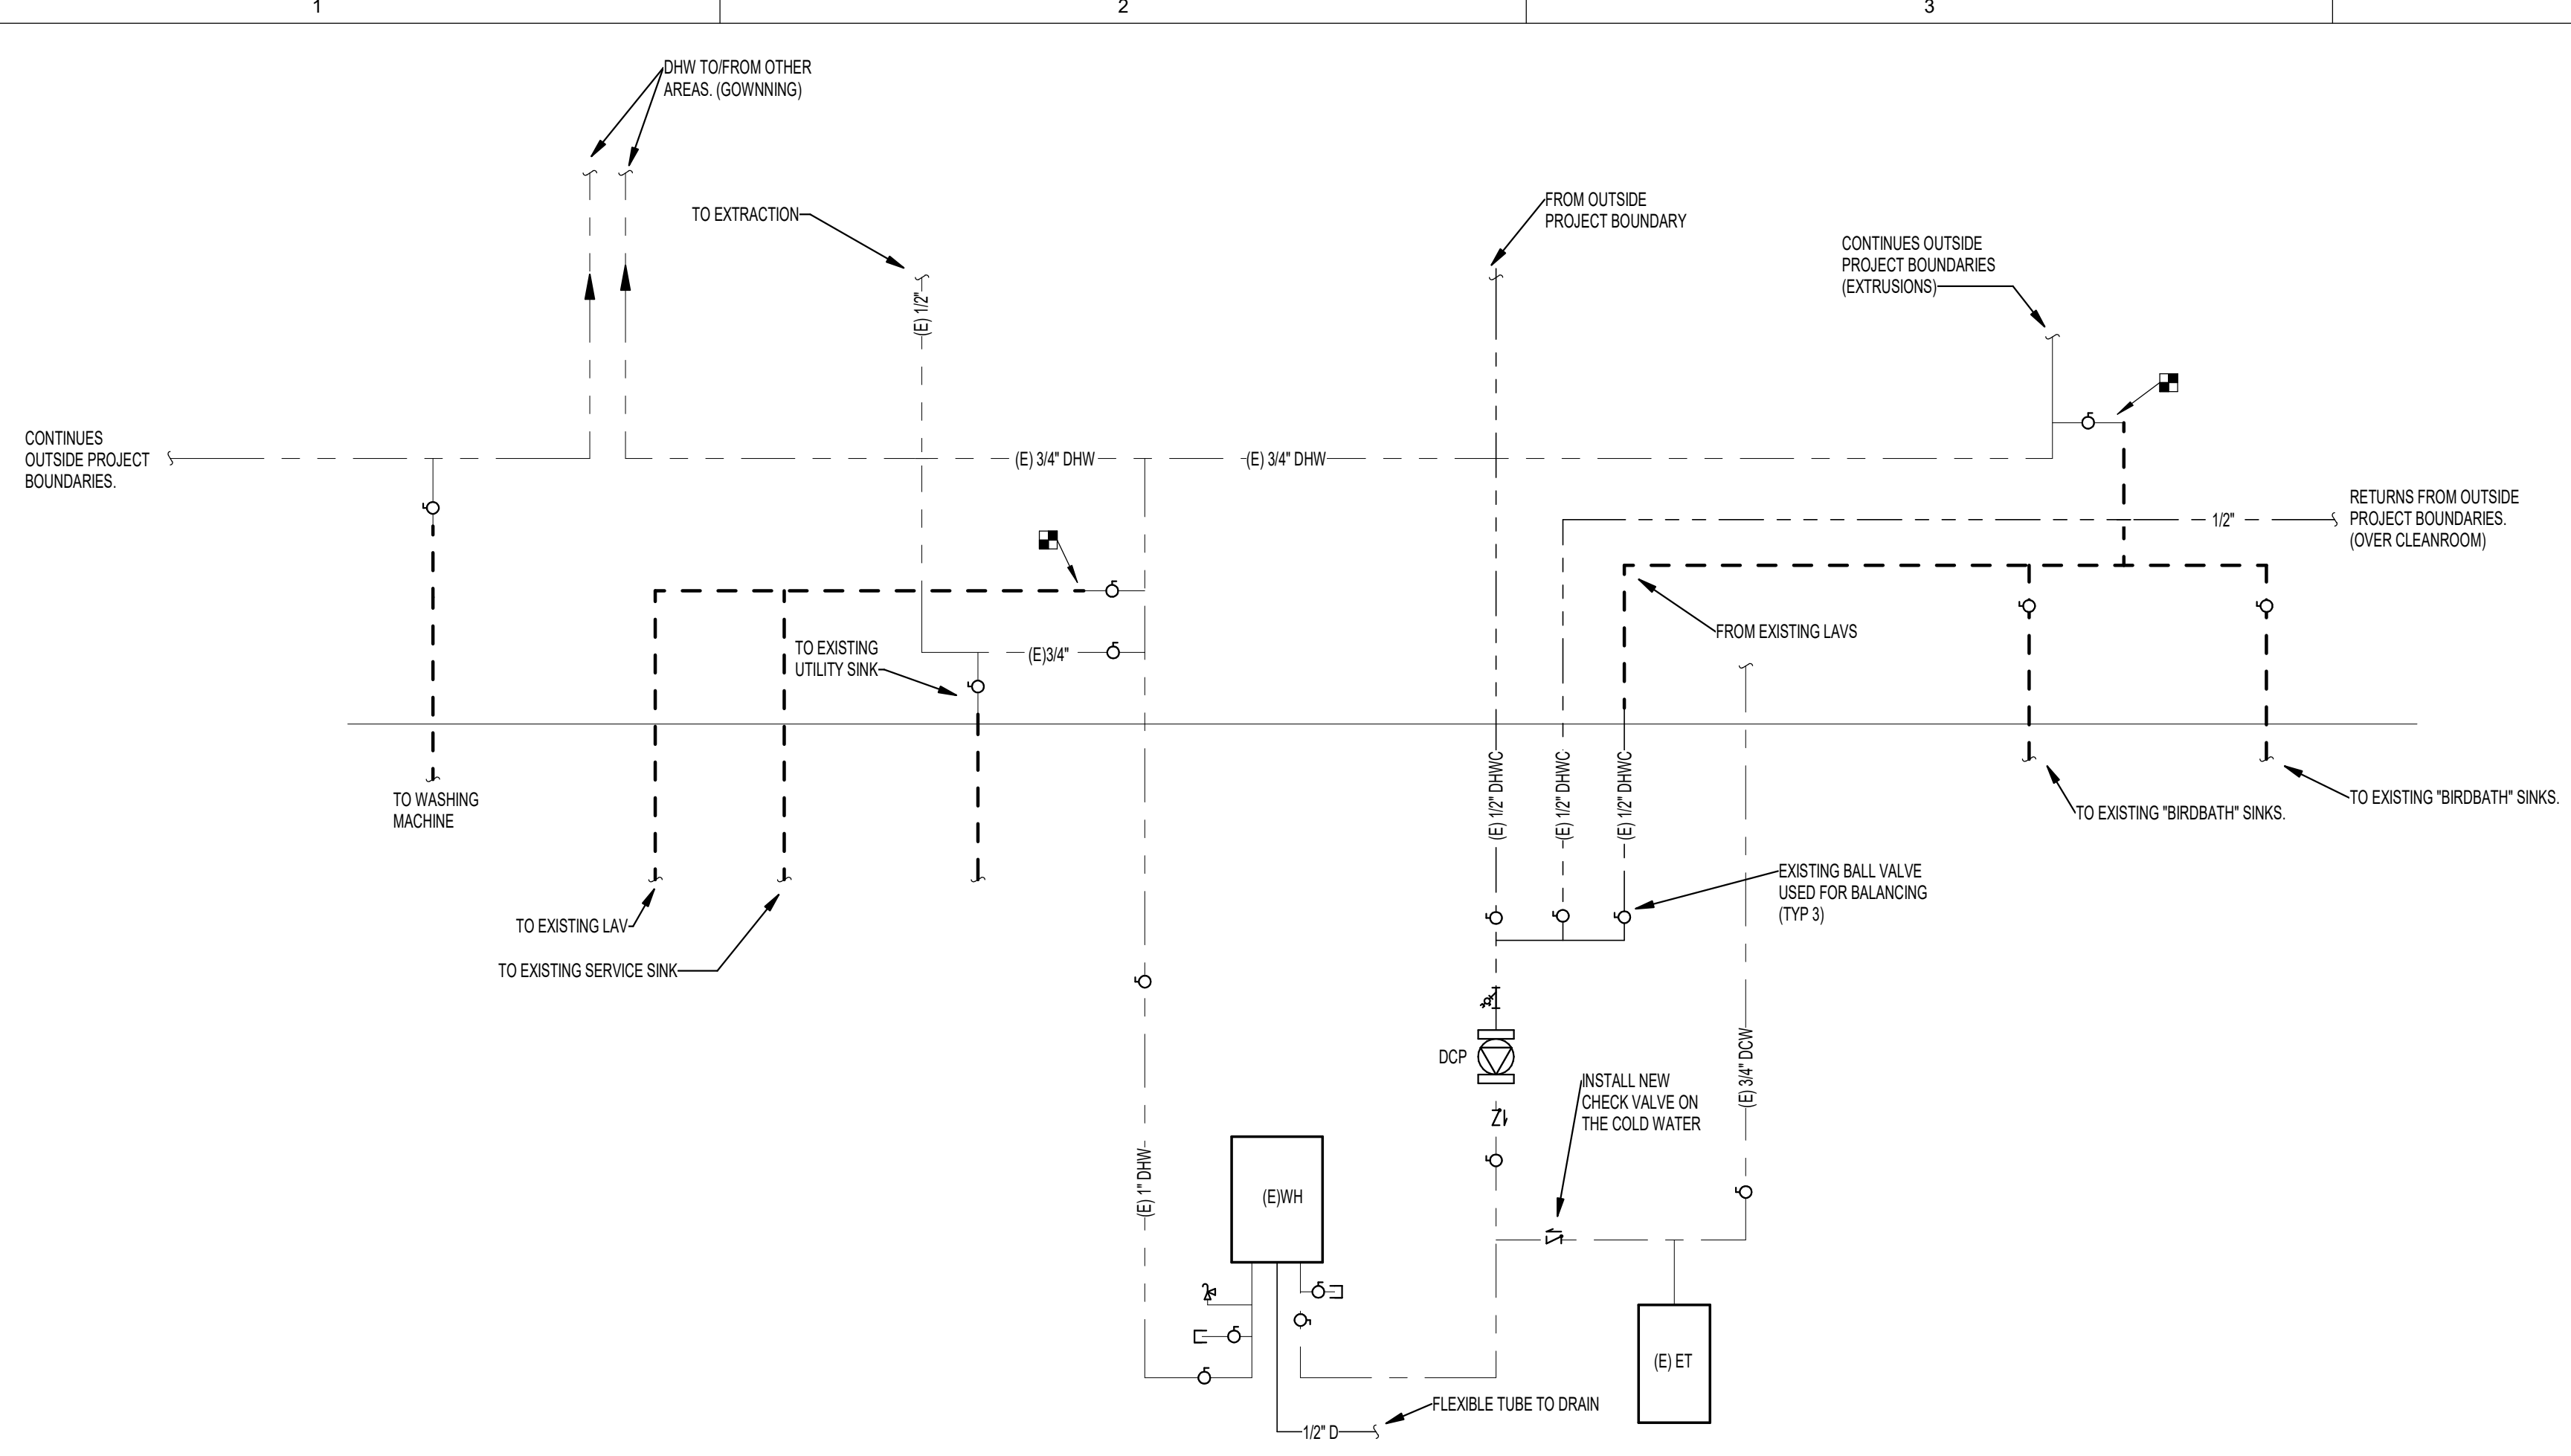 1
2
3
DHW TO/FROM OTHER
AREAS. (GOWNNING)
TO EXTRACTION
FROM OUTSIDE
PROJECT BOUNDARY
CONTINUES OUTSIDE
PROJECT BOUNDARIES
(EXTRUSIONS)
(E) 1/2"
CONTINUES
OUTSIDE PROJECT
BOUNDARIES.
(E) 3/4" DHW
(E) 3/4" DHW
RETURNS FROM OUTSIDE
PROJECT BOUNDARIES.
(OVER CLEANROOM)
1/2"
FROM EXISTING LAVS
TO EXISTING
UTILITY SINK
(E)3/4"
TO WASHING
MACHINE
(E) 1/2" DHWC
(E) 1/2" DHWC
(E) 1/2" DHWC
TO EXISTING "BIRDBATH" SINKS.
TO EXISTING "BIRDBATH" SINKS.
EXISTING BALL VALVE
USED FOR BALANCING
(TYP 3)
TO EXISTING LAV
TO EXISTING SERVICE SINK
DCP
(E) 3/4" DCW
INSTALL NEW
CHECK VALVE ON
THE COLD WATER
(E) 1" DHW
(E)WH
(E) ET
FLEXIBLE TUBE TO DRAIN
1/2" D